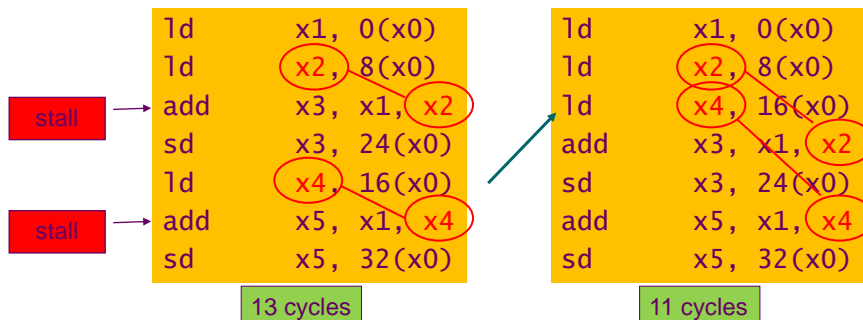 ld x1, 0(x0)
ld x2, 8(x0)
stall
add x3, x1, x2
sd x3, 24(x0)
ld x4, 16(x0)
stall
add x5, x1, x4
sd x5, 32(x0)
13 cycles
ld x1, 0(x0)
ld x2, 8(x0)
ld x4, 16(x0)
add x3, x1, x2
sd x3, 24(x0)
add x5, x1, x4
sd x5, 32(x0)
11 cycles